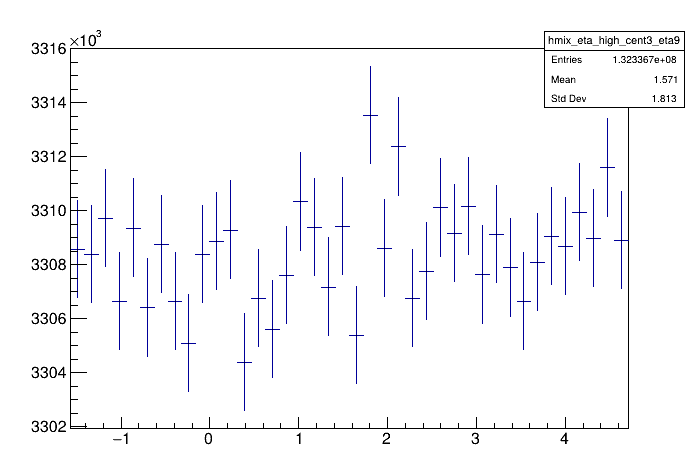 ×10³
hmix_eta_high_cent3_eta9
Entries 1.323367e+08
Mean 1.571
Std Dev 1.813
3316
3314
3312
3310
3308
3306
3304
3302
−1 0 1 2 3 4